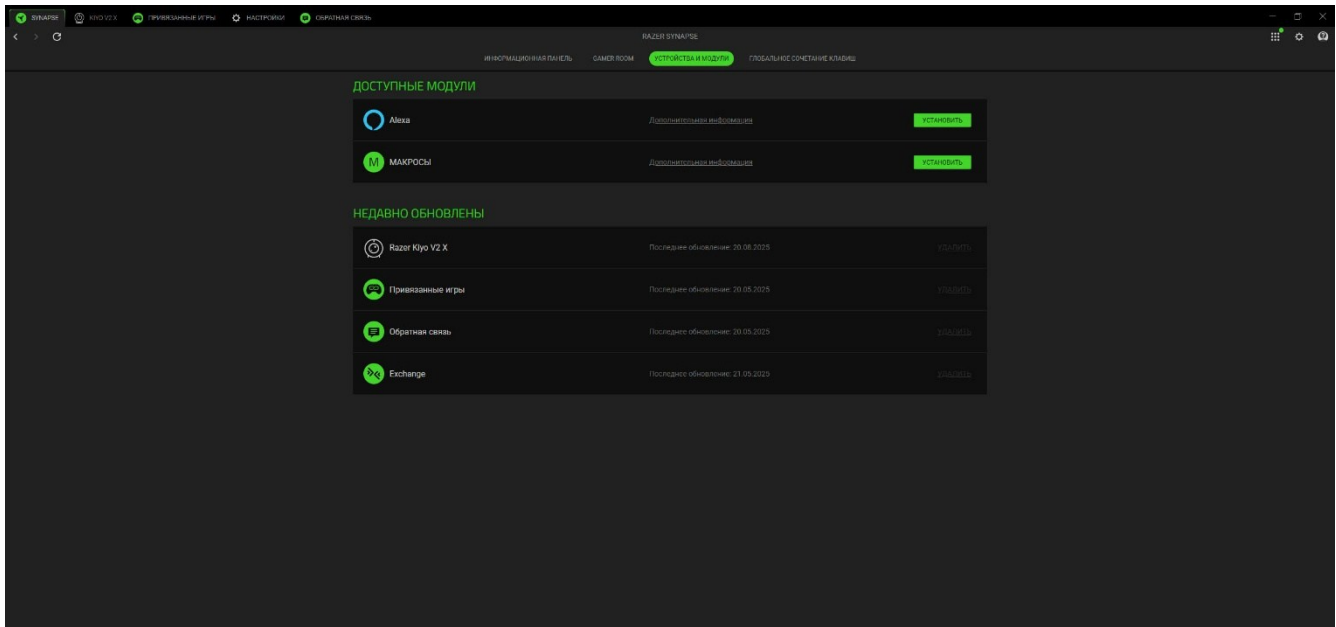 SYNAPSE KIYO V2 X ПРИВЯЗАННЫЕ ИГРЫ НАСТРОЙКИ ОБРАТНАЯ СВЯЗЬ
RAZER SYNAPSE
ИНФОРМАЦИОННАЯ ПАНЕЛЬ GAMER ROOM УСТРОЙСТВА И МОДУЛИ ГЛОБАЛЬНОЕ СОЧЕТАНИЕ КЛАВИШ
ДОСТУПНЫЕ МОДУЛИ
Alexa Дополнительная информация УСТАНОВИТЬ
M МАКРОСЫ Дополнительная информация УСТАНОВИТЬ
НЕДАВНО ОБНОВЛЕНЫ
Razer Kiyo V2 X Последнее обновление: 20.08.2025 УДАЛИТЬ
Привязанные игры Последнее обновление: 20.05.2025 УДАЛИТЬ
Обратная связь Последнее обновление: 20.05.2025 УДАЛИТЬ
Exchange Последнее обновление: 21.05.2025 УДАЛИТЬ